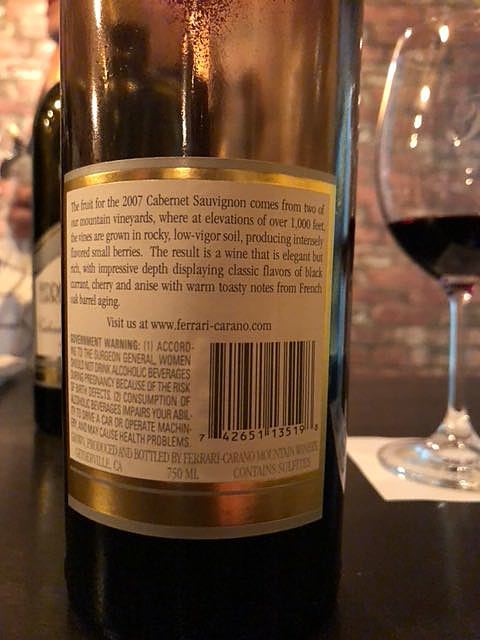 The fruit for the 2007 Cabernet Sauvignon comes from two of
our mountain vineyards, where at elevations of over 1,000 feet,
the vines are grown in rocky, low-vigor soil, producing intensely
flavored small berries. The result is a wine that is elegant but
rich, with impressive depth displaying classic flavors of black
currant, cherry and anise with warm toasty notes from French
oak barrel aging.
Visit us at www.ferrari-carano.com
GOVERNMENT WARNING: (1) ACCORD-
ING TO THE SURGEON GENERAL, WOMEN
SHOULD NOT DRINK ALCOHOLIC BEVERAGES
DURING PREGNANCY BECAUSE OF THE RISK
OF BIRTH DEFECTS. (2) CONSUMPTION OF
ALCOHOLIC BEVERAGES IMPAIRS YOUR ABIL-
ITY TO DRIVE A CAR OR OPERATE MACHIN-
ERY, AND MAY CAUSE HEALTH PROBLEMS.
7 42651 13519 8
GROWN, PRODUCED AND BOTTLED BY FERRARI-CARANO MOUNTAIN WINERY
GEYSERVILLE, CA 750 ML CONTAINS SULFITES